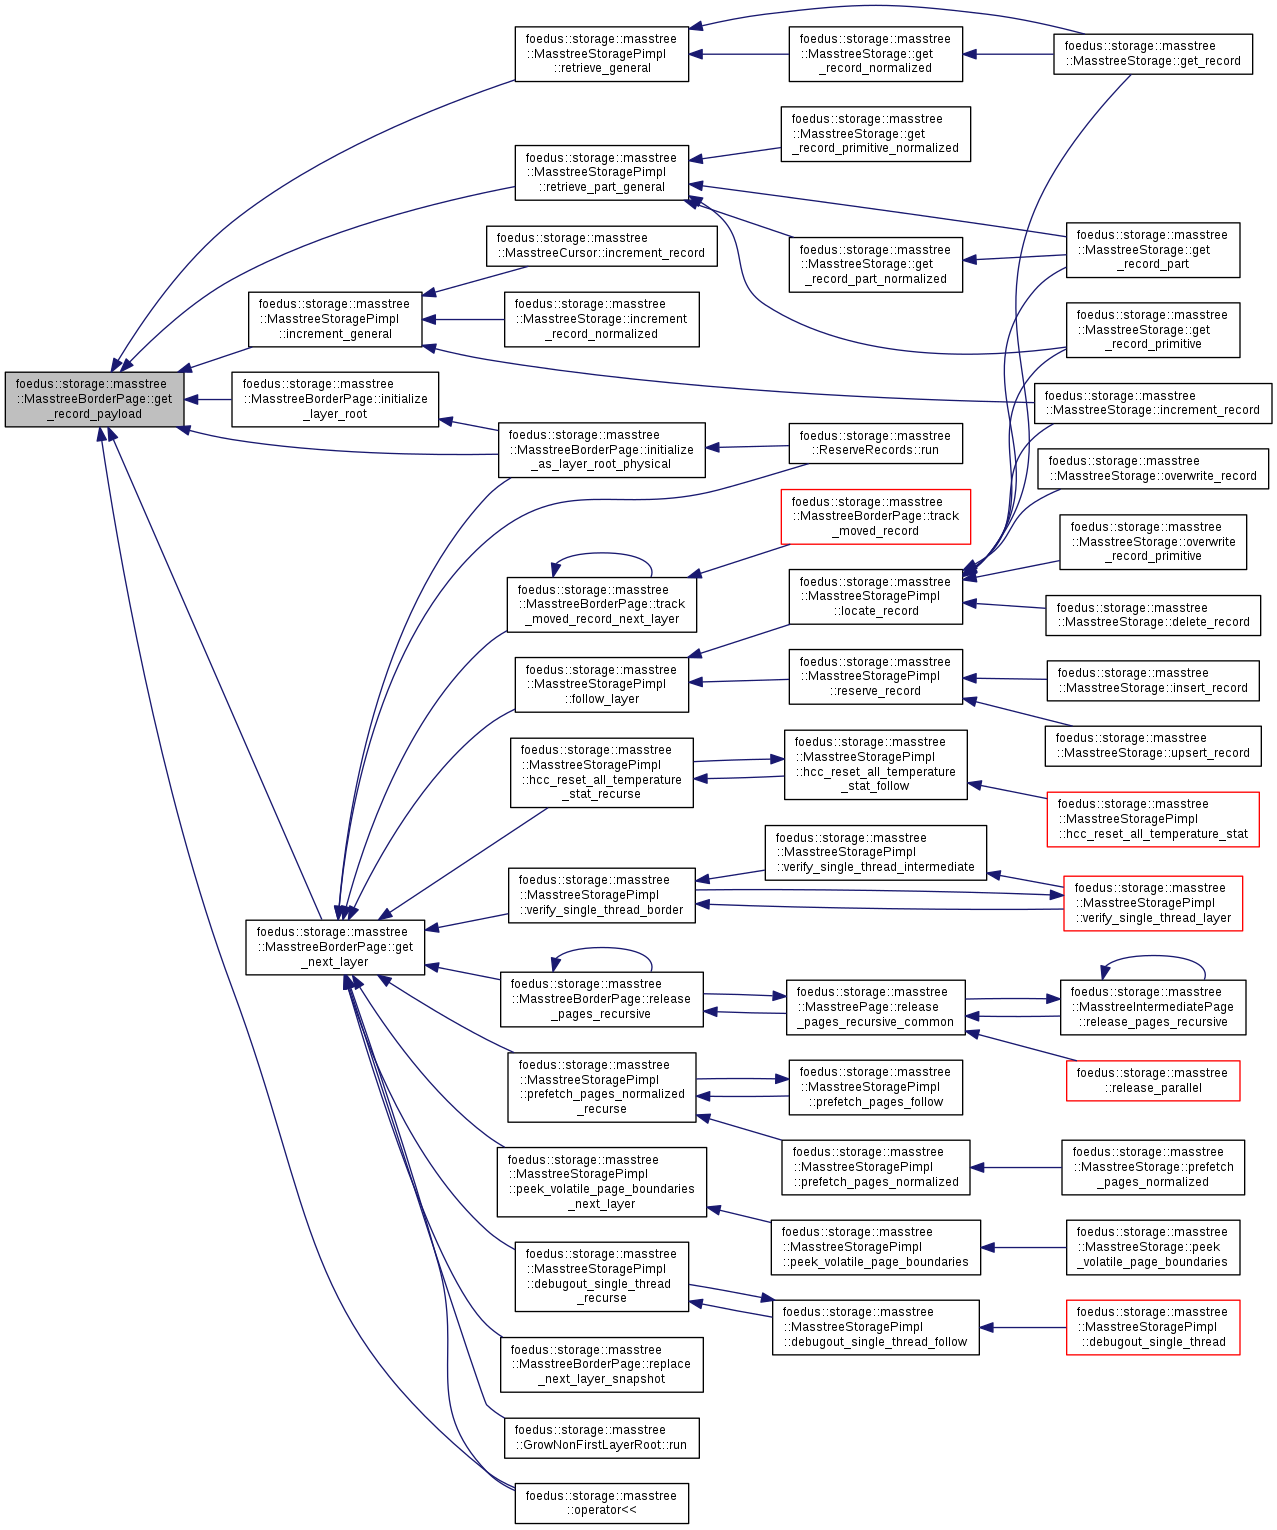 foedus::storage::masstree
::MasstreeBorderPage::get
_record_payload
foedus::storage::masstree
::MasstreeStoragePimpl
::retrieve_general
foedus::storage::masstree
::MasstreeStorage::get
_record_normalized
foedus::storage::masstree
::MasstreeStorage::get_record
foedus::storage::masstree
::MasstreeStorage::get
_record_primitive_normalized
foedus::storage::masstree
::MasstreeStoragePimpl
::retrieve_part_general
foedus::storage::masstree
::MasstreeCursor::increment_record
foedus::storage::masstree
::MasstreeStorage::get
_record_part_normalized
foedus::storage::masstree
::MasstreeStorage::get
_record_part
foedus::storage::masstree
::MasstreeStoragePimpl
::increment_general
foedus::storage::masstree
::MasstreeStorage::increment
_record_normalized
foedus::storage::masstree
::MasstreeStorage::get
_record_primitive
foedus::storage::masstree
::MasstreeBorderPage::initialize
_layer_root
foedus::storage::masstree
::MasstreeStorage::increment_record
foedus::storage::masstree
::MasstreeBorderPage::initialize
_as_layer_root_physical
foedus::storage::masstree
::ReserveRecords::run
foedus::storage::masstree
::MasstreeStorage::overwrite_record
foedus::storage::masstree
::MasstreeBorderPage::track
_moved_record
foedus::storage::masstree
::MasstreeStorage::overwrite
_record_primitive
foedus::storage::masstree
::MasstreeBorderPage::track
_moved_record_next_layer
foedus::storage::masstree
::MasstreeStoragePimpl
::locate_record
foedus::storage::masstree
::MasstreeStorage::delete_record
foedus::storage::masstree
::MasstreeStoragePimpl
::follow_layer
foedus::storage::masstree
::MasstreeStoragePimpl
::reserve_record
foedus::storage::masstree
::MasstreeStorage::insert_record
foedus::storage::masstree
::MasstreeStorage::upsert_record
foedus::storage::masstree
::MasstreeStoragePimpl
::hcc_reset_all_temperature
_stat_recurse
foedus::storage::masstree
::MasstreeStoragePimpl
::hcc_reset_all_temperature
_stat_follow
foedus::storage::masstree
::MasstreeStoragePimpl
::hcc_reset_all_temperature_stat
foedus::storage::masstree
::MasstreeStoragePimpl
::verify_single_thread_intermediate
foedus::storage::masstree
::MasstreeStoragePimpl
::verify_single_thread_border
foedus::storage::masstree
::MasstreeStoragePimpl
::verify_single_thread_layer
foedus::storage::masstree
::MasstreeBorderPage::get
_next_layer
foedus::storage::masstree
::MasstreeBorderPage::release
_pages_recursive
foedus::storage::masstree
::MasstreePage::release
_pages_recursive_common
foedus::storage::masstree
::MasstreeIntermediatePage
::release_pages_recursive
foedus::storage::masstree
::release_parallel
foedus::storage::masstree
::MasstreeStoragePimpl
::prefetch_pages_normalized
_recurse
foedus::storage::masstree
::MasstreeStoragePimpl
::prefetch_pages_follow
foedus::storage::masstree
::MasstreeStoragePimpl
::prefetch_pages_normalized
foedus::storage::masstree
::MasstreeStorage::prefetch
_pages_normalized
foedus::storage::masstree
::MasstreeStoragePimpl
::peek_volatile_page_boundaries
_next_layer
foedus::storage::masstree
::MasstreeStoragePimpl
::peek_volatile_page_boundaries
foedus::storage::masstree
::MasstreeStorage::peek
_volatile_page_boundaries
foedus::storage::masstree
::MasstreeStoragePimpl
::debugout_single_thread
_recurse
foedus::storage::masstree
::MasstreeStoragePimpl
::debugout_single_thread_follow
foedus::storage::masstree
::MasstreeStoragePimpl
::debugout_single_thread
foedus::storage::masstree
::MasstreeBorderPage::replace
_next_layer_snapshot
foedus::storage::masstree
::GrowNonFirstLayerRoot::run
foedus::storage::masstree
::operator<<